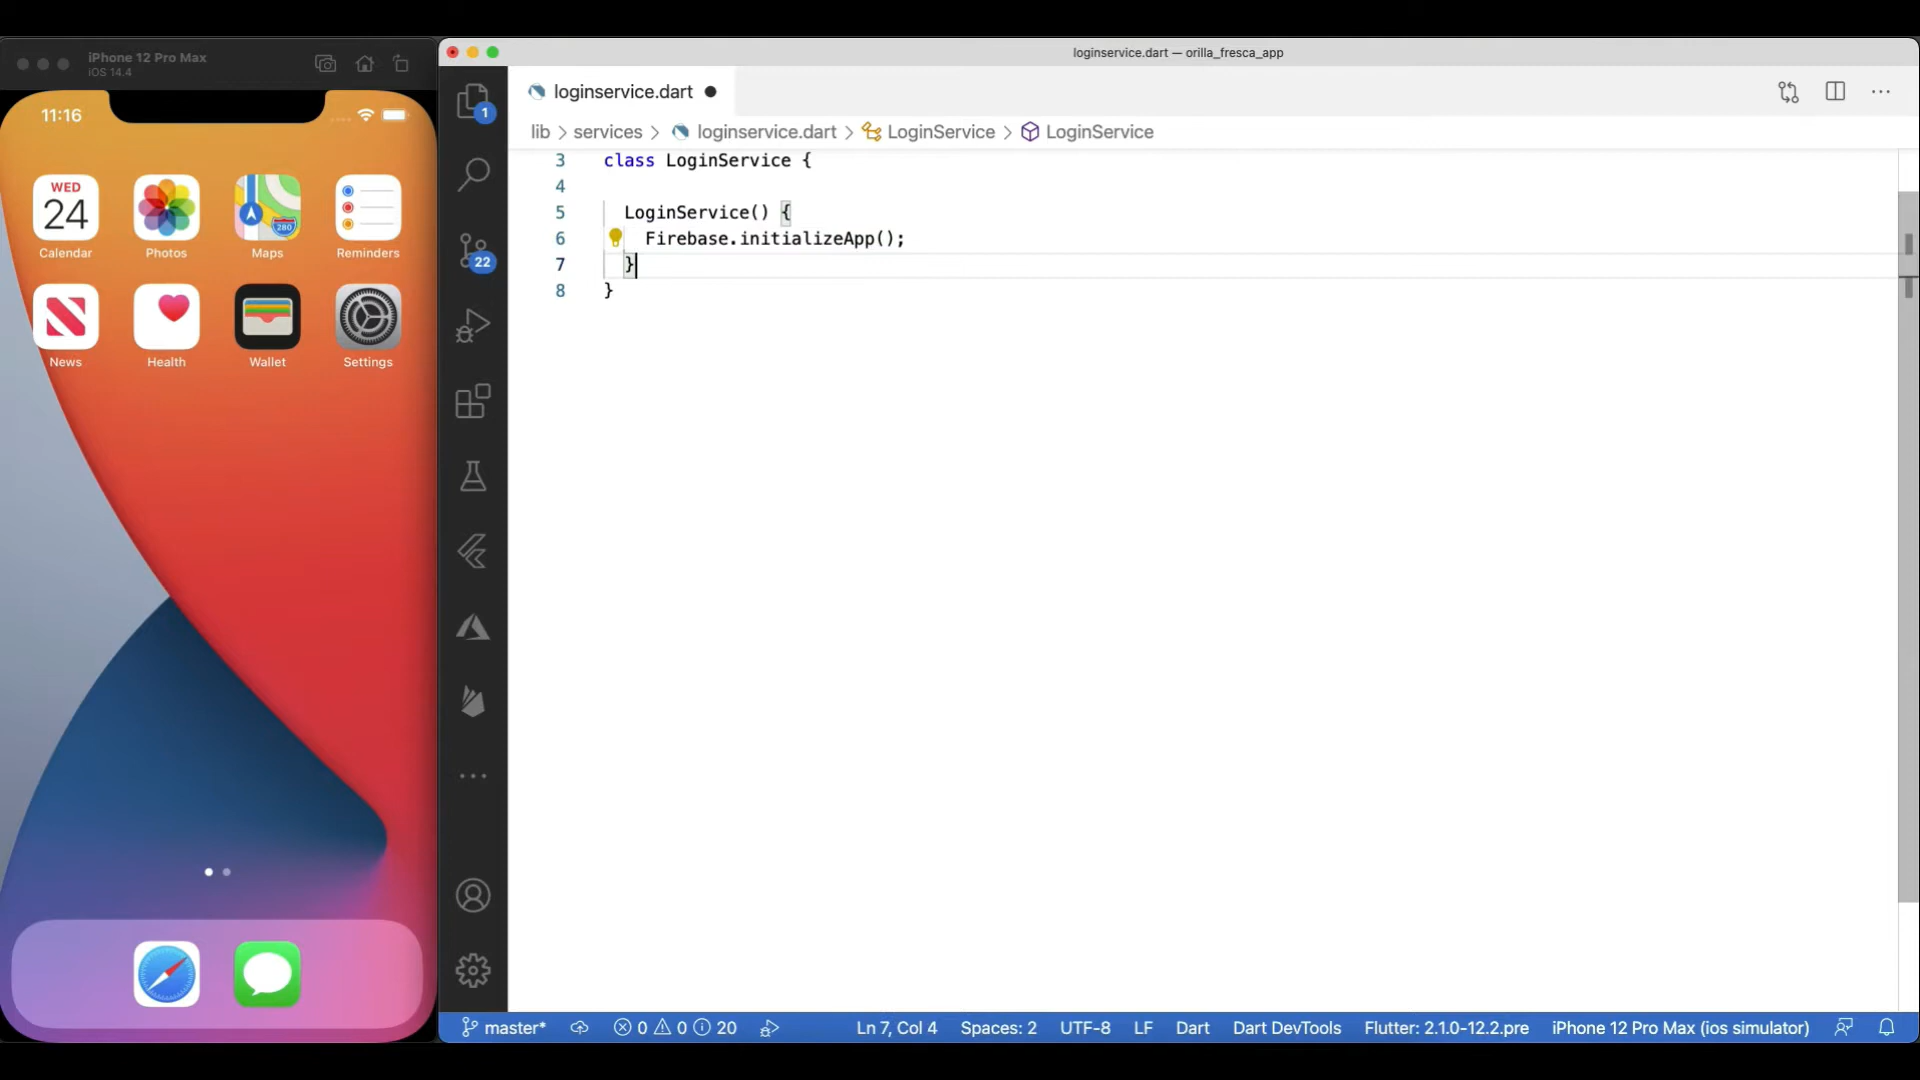 iPhone 12 Pro Max
iOS 14.4
11:16
WED
24
280
Calendar
Photos
Maps
Reminders
News
Health
Wallet
Settings
loginservice.dart — orilla_fresca_app
1
22
loginservice.dart
lib > services > loginservice.dart > LoginService > LoginService
3 class LoginService {
4
5 LoginService() {
6 Firebase.initializeApp();
7 }
8 }
master* 0 0 20 Ln 7, Col 4 Spaces: 2 UTF-8 LF Dart Dart DevTools Flutter: 2.1.0-12.2.pre iPhone 12 Pro Max (ios simulator)